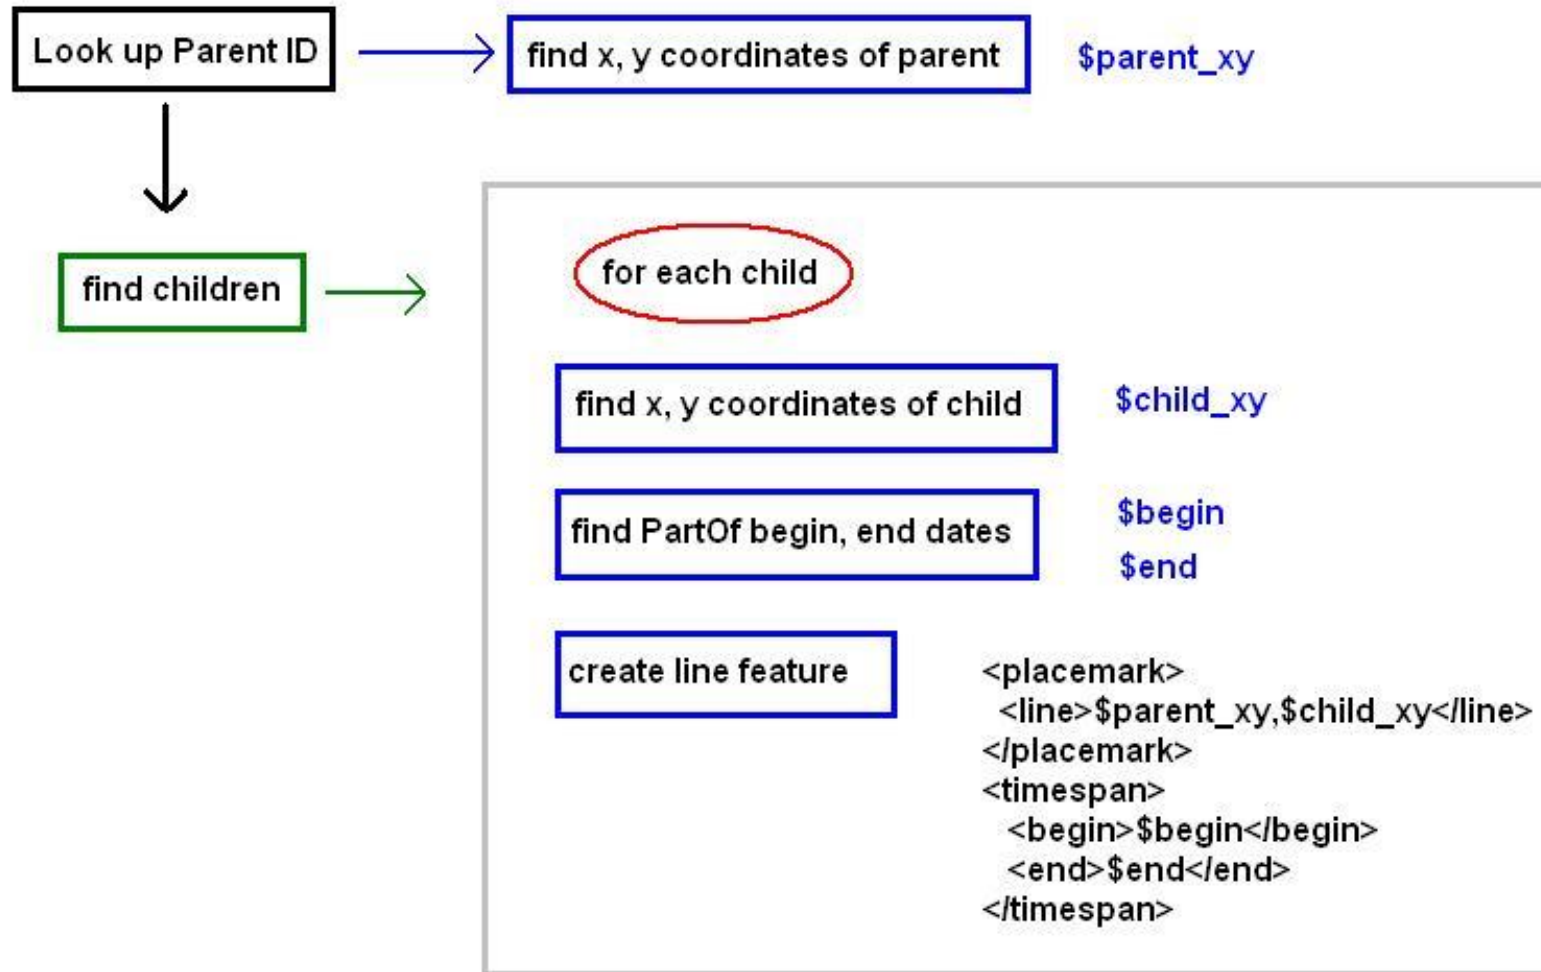 Look up Parent ID
find x, y coordinates of parent
$parent_xy
find children
for each child
find x, y coordinates of child
$child_xy
find PartOf begin, end dates
$begin
$end
create line feature
<placemark>
<line>$parent_xy,$child_xy</line>
</placemark>
<timespan>
<begin>$begin</begin>
<end>$end</end>
</timespan>